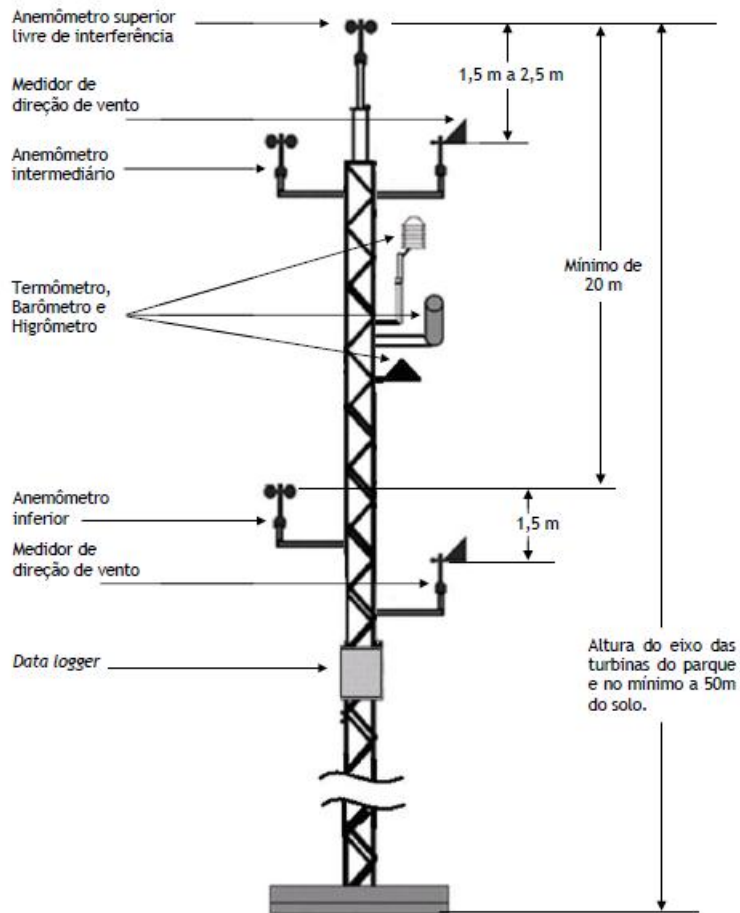 Anemômetro superior
livre de interferência
1,5 m a 2,5 m
Medidor de
direção de vento
Anemômetro
intermediário
Mínimo de
20 m
Termômetro,
Barômetro e
Higrômetro
Anemômetro
inferior
1,5 m
Medidor de
direção de vento
Data logger
Altura do eixo das
turbinas do parque
e no mínimo a 50m
do solo.